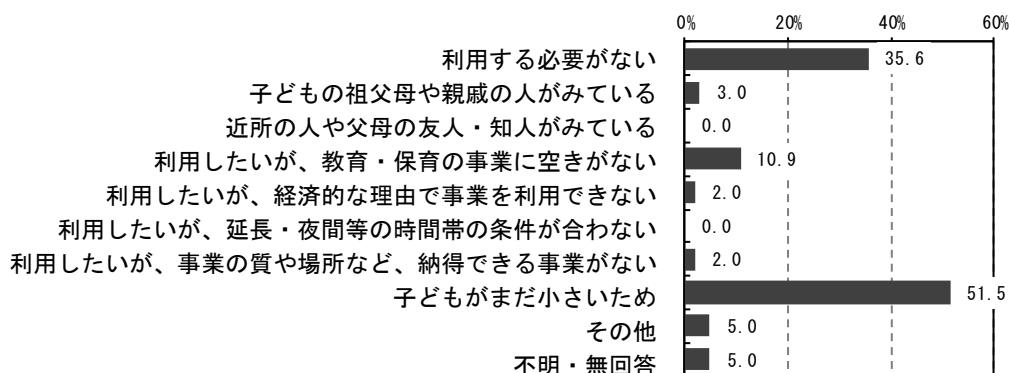 0% 20% 40% 60%
利用する必要がない 35.6
子どもの祖父母や親戚の人がみている 3.0
近所の人や父母の友人・知人がみている 0.0
利用したいが、教育・保育の事業に空きがない 10.9
利用したいが、経済的な理由で事業を利用できない 2.0
利用したいが、延長・夜間等の時間帯の条件が合わない 0.0
利用したいが、事業の質や場所など、納得できる事業がない 2.0
子どもがまだ小さいため 51.5
その他 5.0
不明・無回答 5.0